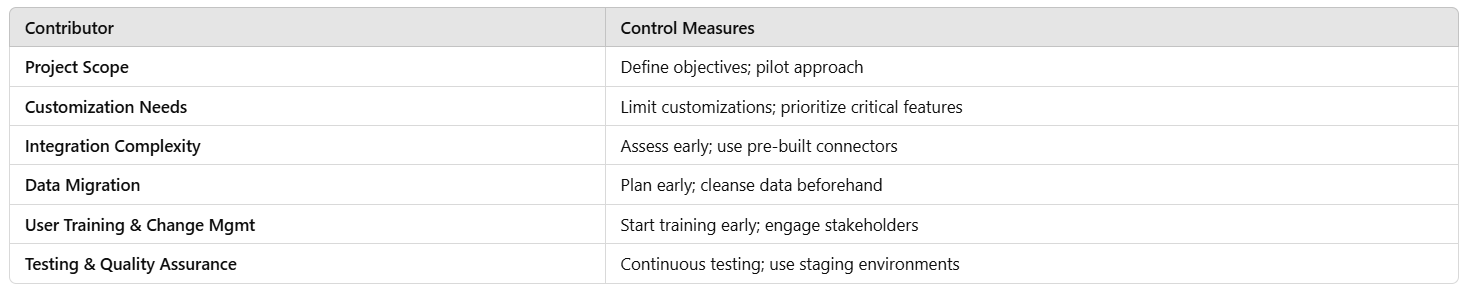 Contributor Control Measures
Project Scope Define objectives; pilot approach
Customization Needs Limit customizations; prioritize critical features
Integration Complexity Assess early; use pre-built connectors
Data Migration Plan early; cleanse data beforehand
User Training & Change Mgmt Start training early; engage stakeholders
Testing & Quality Assurance Continuous testing; use staging environments